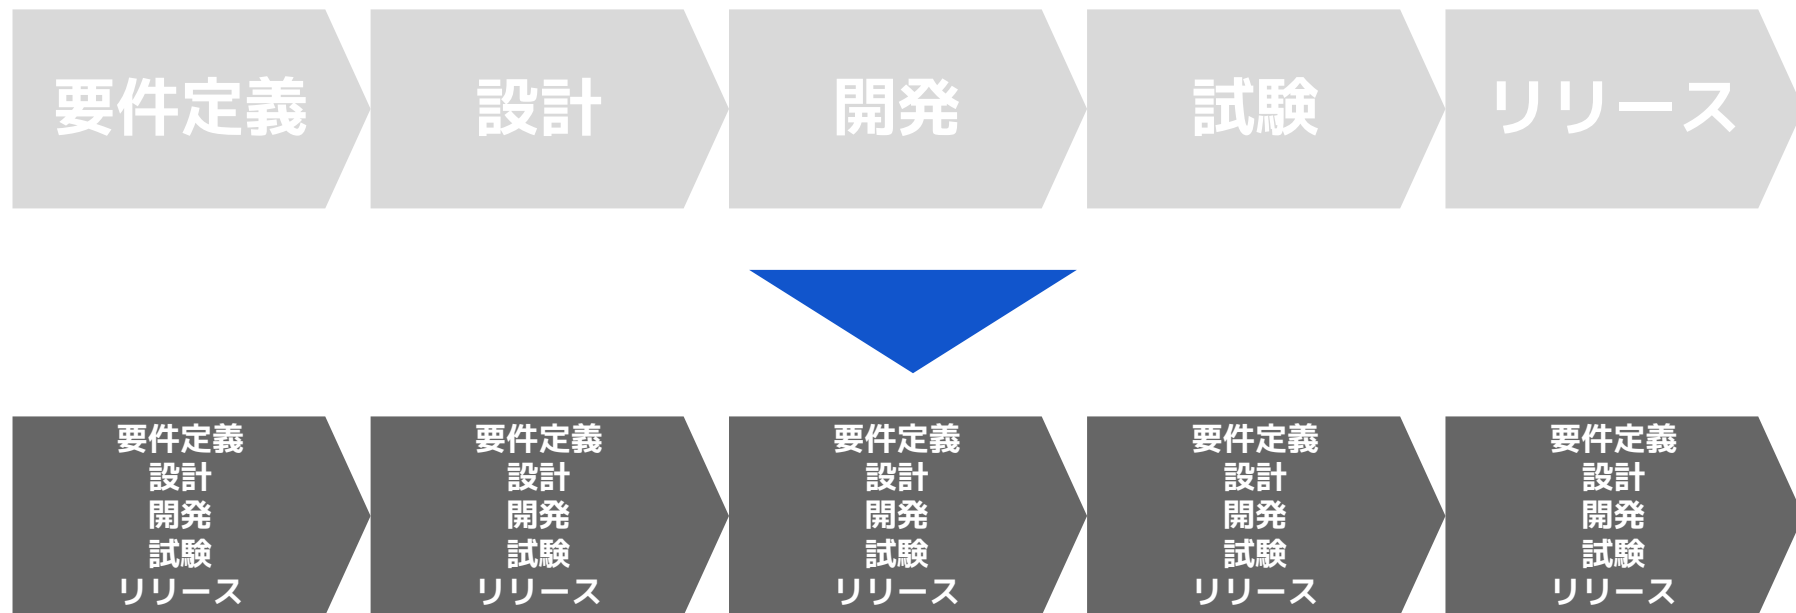 要件定義
設計
開発
試験
リリース
要件定義
設計
開発
試験
リリース
要件定義
設計
開発
試験
リリース
要件定義
設計
開発
試験
リリース
要件定義
設計
開発
試験
リリース
要件定義
設計
開発
試験
リリース